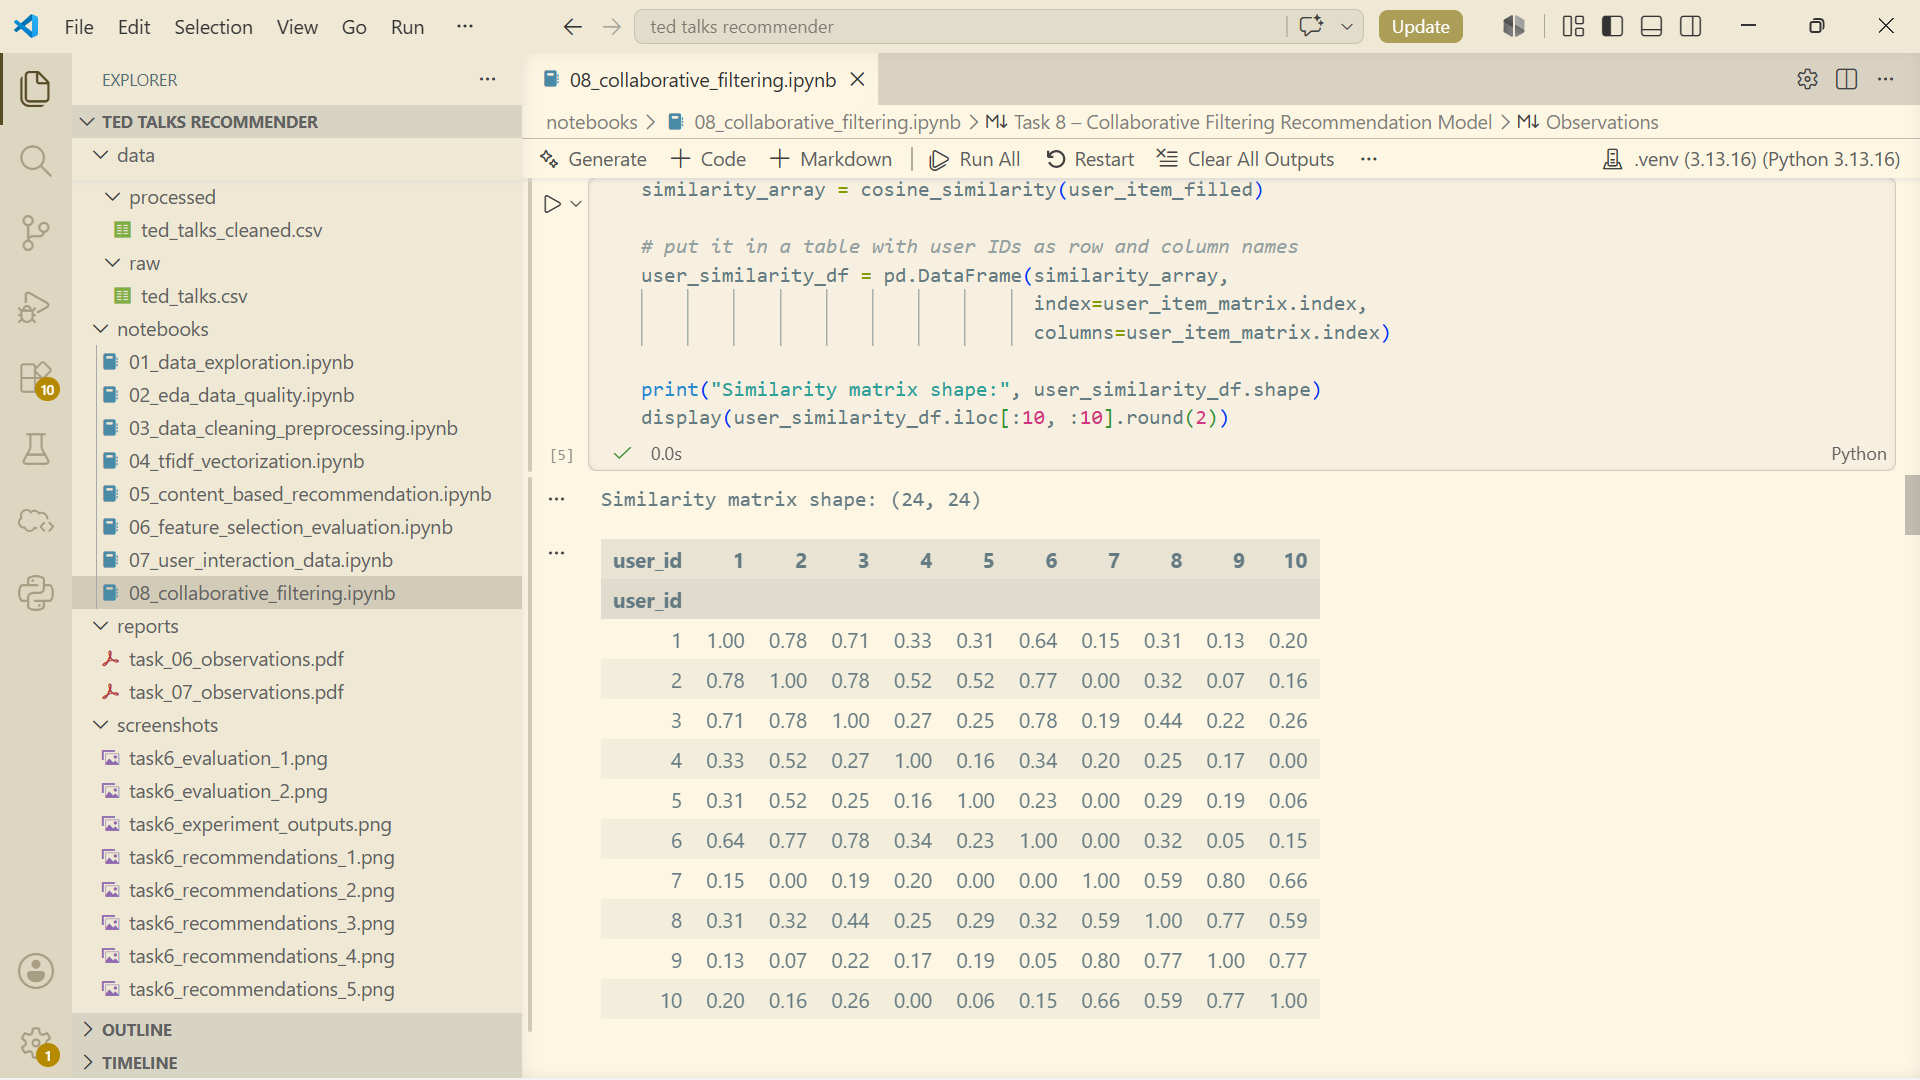 File Edit Selection View Go Run ···
ted talks recommender
Update
EXPLORER
TED TALKS RECOMMENDER
data
processed
ted_talks_cleaned.csv
raw
ted_talks.csv
notebooks
01_data_exploration.ipynb
02_eda_data_quality.ipynb
03_data_cleaning_preprocessing.ipynb
04_tfidf_vectorization.ipynb
05_content_based_recommendation.ipynb
06_feature_selection_evaluation.ipynb
07_user_interaction_data.ipynb
08_collaborative_filtering.ipynb
reports
task_06_observations.pdf
task_07_observations.pdf
screenshots
task6_evaluation_1.png
task6_evaluation_2.png
task6_experiment_outputs.png
task6_recommendations_1.png
task6_recommendations_2.png
task6_recommendations_3.png
task6_recommendations_4.png
task6_recommendations_5.png
OUTLINE
TIMELINE
10
1
08_collaborative_filtering.ipynb
notebooks > 08_collaborative_filtering.ipynb > M↓ Task 8 – Collaborative Filtering Recommendation Model > M↓ Observations
Generate + Code + Markdown | Run All Restart Clear All Outputs ··· .venv (3.13.16) (Python 3.13.16)
similarity_array = cosine_similarity(user_item_filled)
# put it in a table with user IDs as row and column names
user_similarity_df = pd.DataFrame(similarity_array,
index=user_item_matrix.index,
columns=user_item_matrix.index)
print("Similarity matrix shape:", user_similarity_df.shape)
display(user_similarity_df.iloc[:10, :10].round(2))
[5] ✓ 0.0s Python
Similarity matrix shape: (24, 24)
user_id 1 2 3 4 5 6 7 8 9 10
user_id
1 1.00 0.78 0.71 0.33 0.31 0.64 0.15 0.31 0.13 0.20
2 0.78 1.00 0.78 0.52 0.52 0.77 0.00 0.32 0.07 0.16
3 0.71 0.78 1.00 0.27 0.25 0.78 0.19 0.44 0.22 0.26
4 0.33 0.52 0.27 1.00 0.16 0.34 0.20 0.25 0.17 0.00
5 0.31 0.52 0.25 0.16 1.00 0.23 0.00 0.29 0.19 0.06
6 0.64 0.77 0.78 0.34 0.23 1.00 0.00 0.32 0.05 0.15
7 0.15 0.00 0.19 0.20 0.00 0.00 1.00 0.59 0.80 0.66
8 0.31 0.32 0.44 0.25 0.29 0.32 0.59 1.00 0.77 0.59
9 0.13 0.07 0.22 0.17 0.19 0.05 0.80 0.77 1.00 0.77
10 0.20 0.16 0.26 0.00 0.06 0.15 0.66 0.59 0.77 1.00